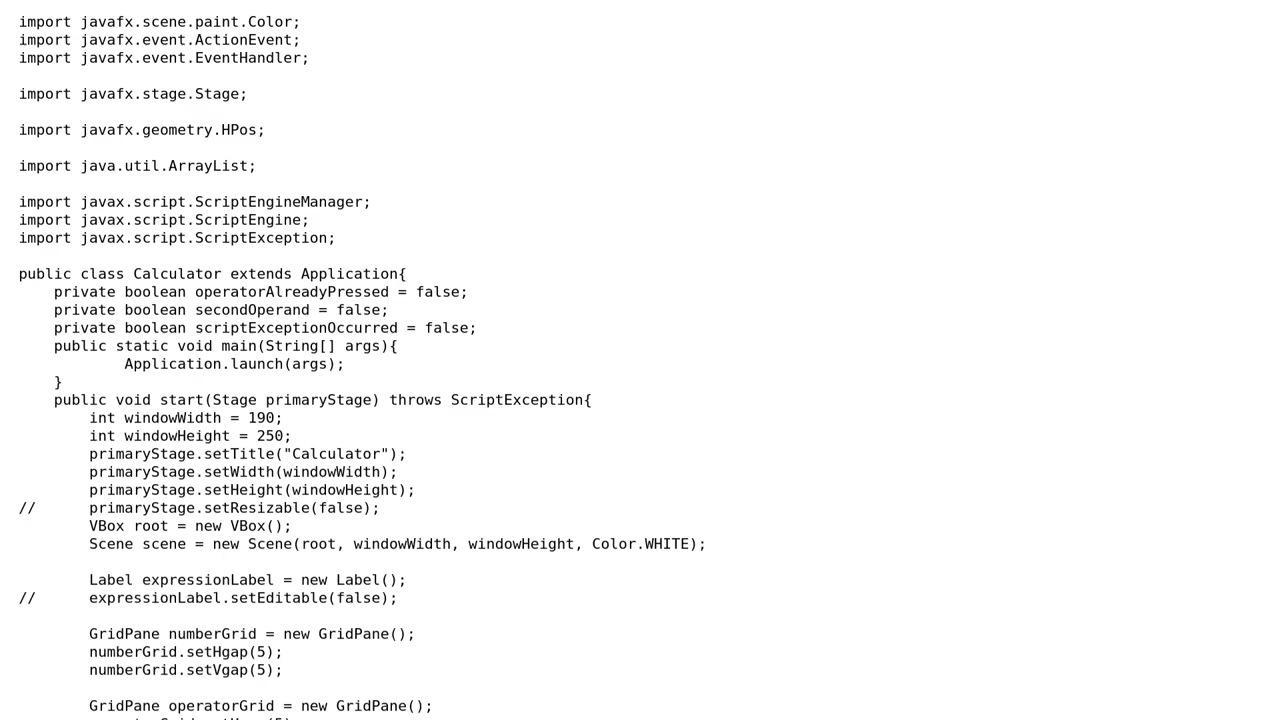 import javafx.scene.paint.Color;
import javafx.event.ActionEvent;
import javafx.event.EventHandler;

import javafx.stage.Stage;

import javafx.geometry.HPos;

import java.util.ArrayList;

import javax.script.ScriptEngineManager;
import javax.script.ScriptEngine;
import javax.script.ScriptException;

public class Calculator extends Application{
    private boolean operatorAlreadyPressed = false;
    private boolean secondOperand = false;
    private boolean scriptExceptionOccurred = false;
    public static void main(String[] args){
            Application.launch(args);
    }
    public void start(Stage primaryStage) throws ScriptException{
        int windowWidth = 190;
        int windowHeight = 250;
        primaryStage.setTitle("Calculator");
        primaryStage.setWidth(windowWidth);
        primaryStage.setHeight(windowHeight);
//      primaryStage.setResizable(false);
        VBox root = new VBox();
        Scene scene = new Scene(root, windowWidth, windowHeight, Color.WHITE);

        Label expressionLabel = new Label();
//      expressionLabel.setEditable(false);

        GridPane numberGrid = new GridPane();
        numberGrid.setHgap(5);
        numberGrid.setVgap(5);

        GridPane operatorGrid = new GridPane();